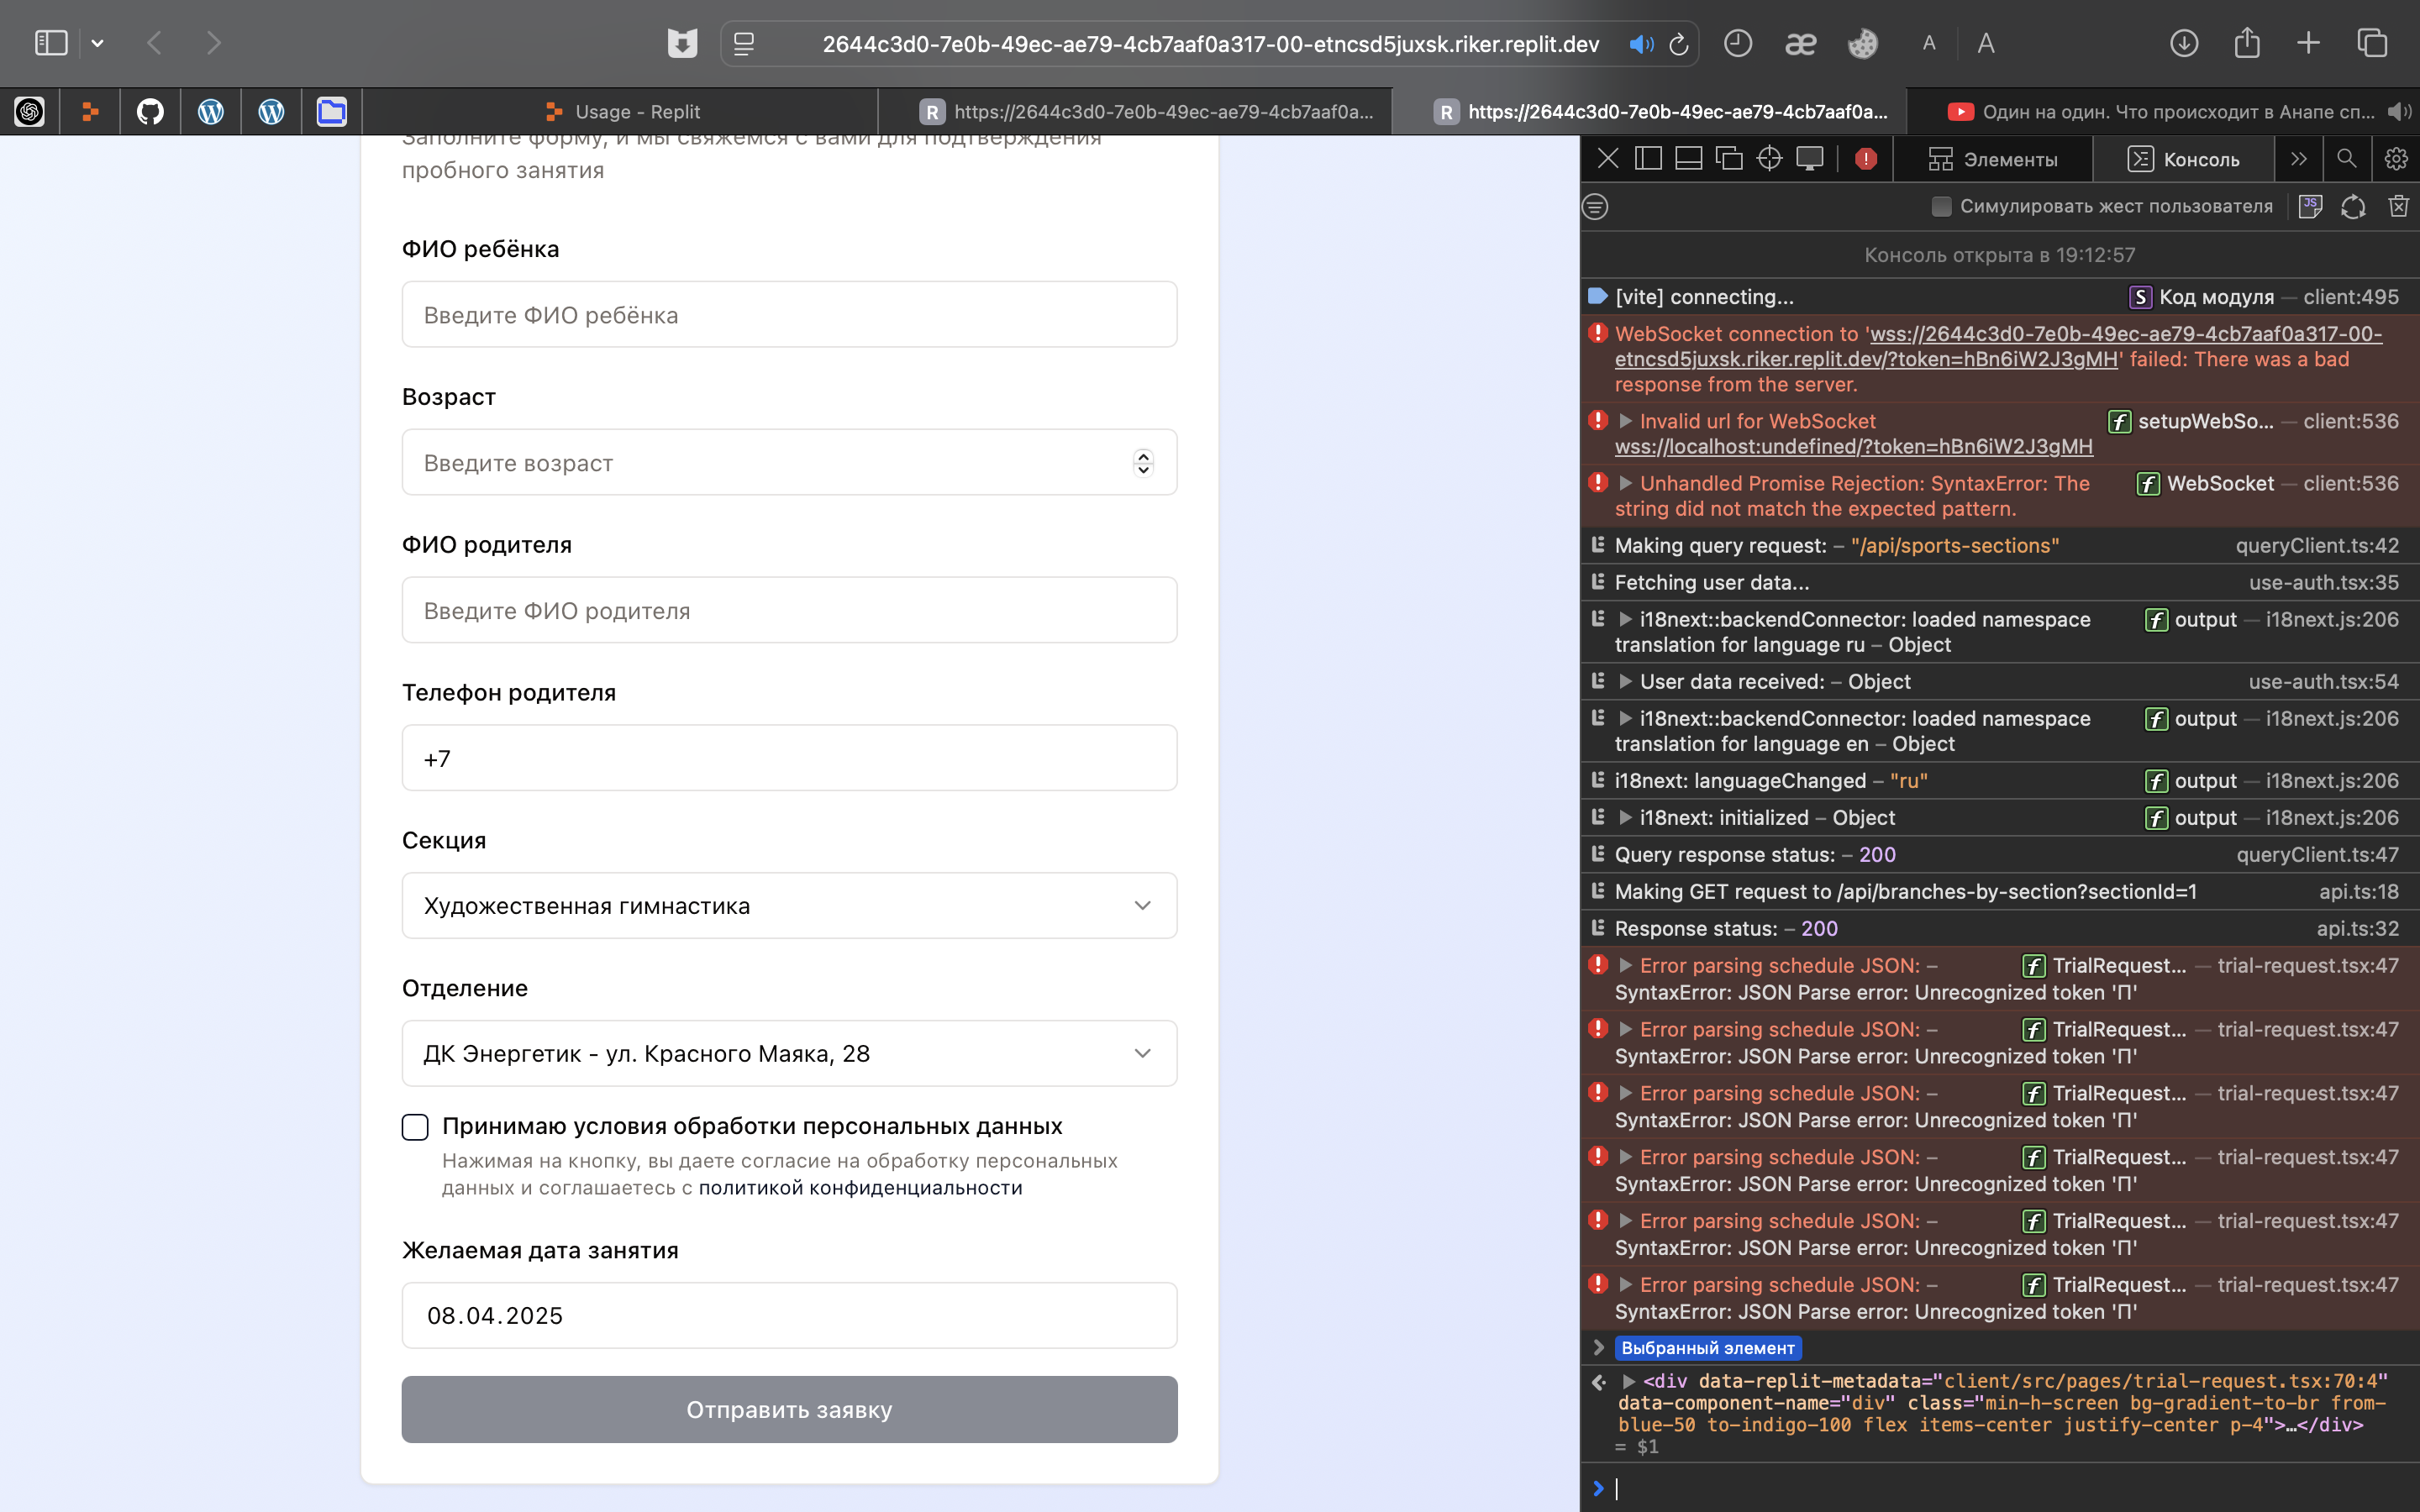 2644c3d0-7e0b-49ec-ae79-4cb7aaf0a317-00-etncsd5juxsk.riker.replit.dev
æ A A
Usage - Replit
R https://2644c3d0-7e0b-49ec-ae79-4cb7aaf0a...
R https://2644c3d0-7e0b-49ec-ae79-4cb7aaf0a...
Один на один. Что происходит в Анапе сп...
Заполните форму, и мы свяжемся с вами для подтверждения
пробного занятия
ФИО ребёнка
Введите ФИО ребёнка
Возраст
Введите возраст
ФИО родителя
Введите ФИО родителя
Телефон родителя
+7
Секция
Художественная гимнастика
Отделение
ДК Энергетик - ул. Красного Маяка, 28
Принимаю условия обработки персональных данных
Нажимая на кнопку, вы даете согласие на обработку персональных
данных и соглашаетесь с политикой конфиденциальности
Желаемая дата занятия
08.04.2025
Отправить заявку
Элементы
Консоль
Симулировать жест пользователя
JS
Консоль открыта в 19:12:57
[vite] connecting... S Код модуля — client:495
WebSocket connection to 'wss://2644c3d0-7e0b-49ec-ae79-4cb7aaf0a317-00-
etncsd5juxsk.riker.replit.dev/?token=hBn6iW2J3gMH' failed: There was a bad
response from the server.
Invalid url for WebSocket f setupWebSo... — client:536
wss://localhost:undefined/?token=hBn6iW2J3gMH
Unhandled Promise Rejection: SyntaxError: The f WebSocket — client:536
string did not match the expected pattern.
Making query request: – "/api/sports-sections" queryClient.ts:42
Fetching user data... use-auth.tsx:35
i18next::backendConnector: loaded namespace f output — i18next.js:206
translation for language ru – Object
User data received: – Object use-auth.tsx:54
i18next::backendConnector: loaded namespace f output — i18next.js:206
translation for language en – Object
i18next: languageChanged – "ru" f output — i18next.js:206
i18next: initialized – Object f output — i18next.js:206
Query response status: – 200 queryClient.ts:47
Making GET request to /api/branches-by-section?sectionId=1 api.ts:18
Response status: – 200 api.ts:32
Error parsing schedule JSON: – f TrialRequest... — trial-request.tsx:47
SyntaxError: JSON Parse error: Unrecognized token 'П'
Error parsing schedule JSON: – f TrialRequest... — trial-request.tsx:47
SyntaxError: JSON Parse error: Unrecognized token 'П'
Error parsing schedule JSON: – f TrialRequest... — trial-request.tsx:47
SyntaxError: JSON Parse error: Unrecognized token 'П'
Error parsing schedule JSON: – f TrialRequest... — trial-request.tsx:47
SyntaxError: JSON Parse error: Unrecognized token 'П'
Error parsing schedule JSON: – f TrialRequest... — trial-request.tsx:47
SyntaxError: JSON Parse error: Unrecognized token 'П'
Error parsing schedule JSON: – f TrialRequest... — trial-request.tsx:47
SyntaxError: JSON Parse error: Unrecognized token 'П'
Выбранный элемент
<div data-replit-metadata="client/src/pages/trial-request.tsx:70:4"
data-component-name="div" class="min-h-screen bg-gradient-to-br from-
blue-50 to-indigo-100 flex items-center justify-center p-4">…</div>
= $1